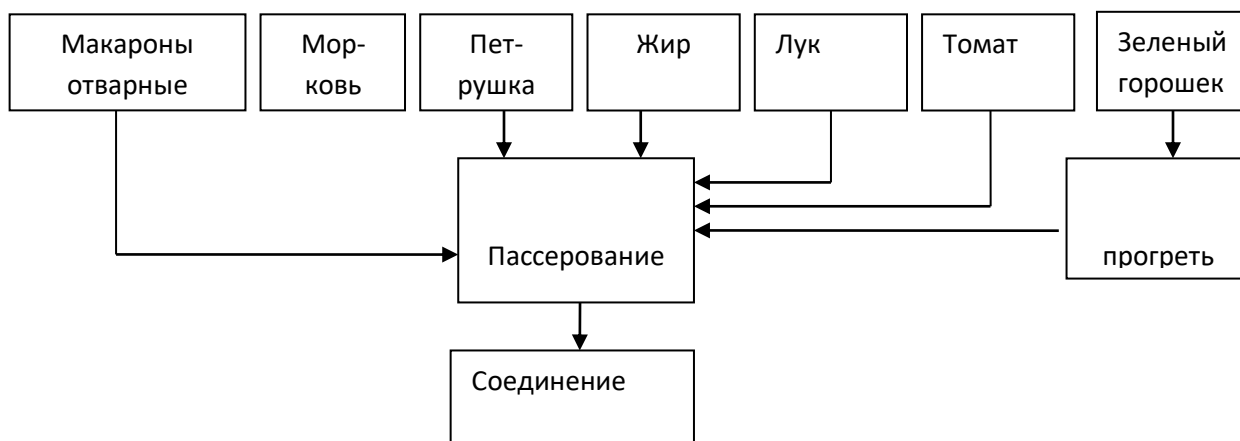 Макароны
отварные
Мор-
ковь
Пет-
рушка
Жир
Лук
Томат
Зеленый
горошек
Пассерование
прогреть
Соединение